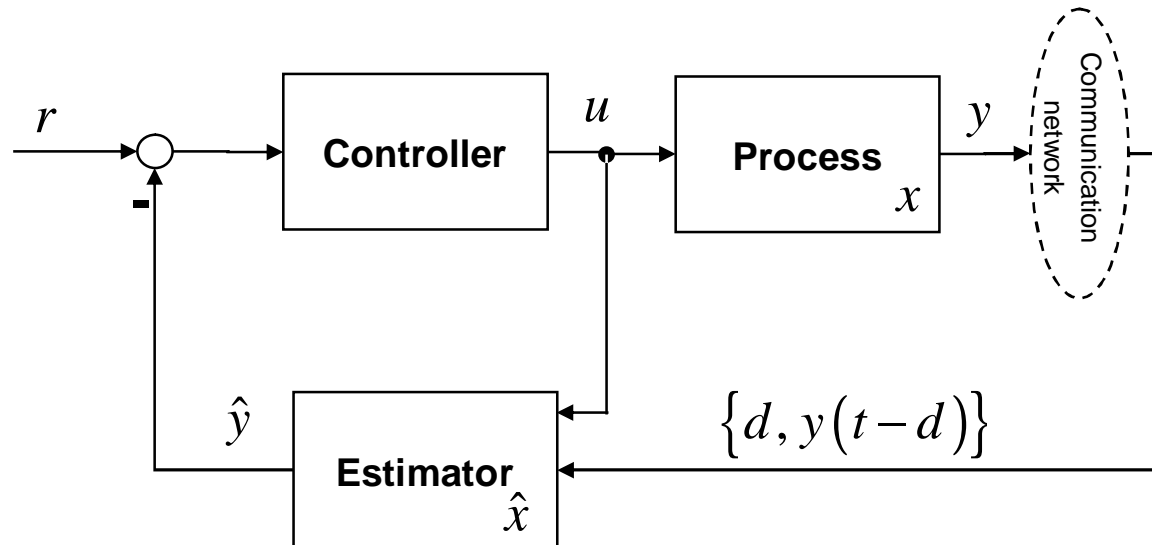 r
-
Controller
u
Process
x
y
Communication
network
ŷ
Estimator
x̂
{d, y(t−d)}